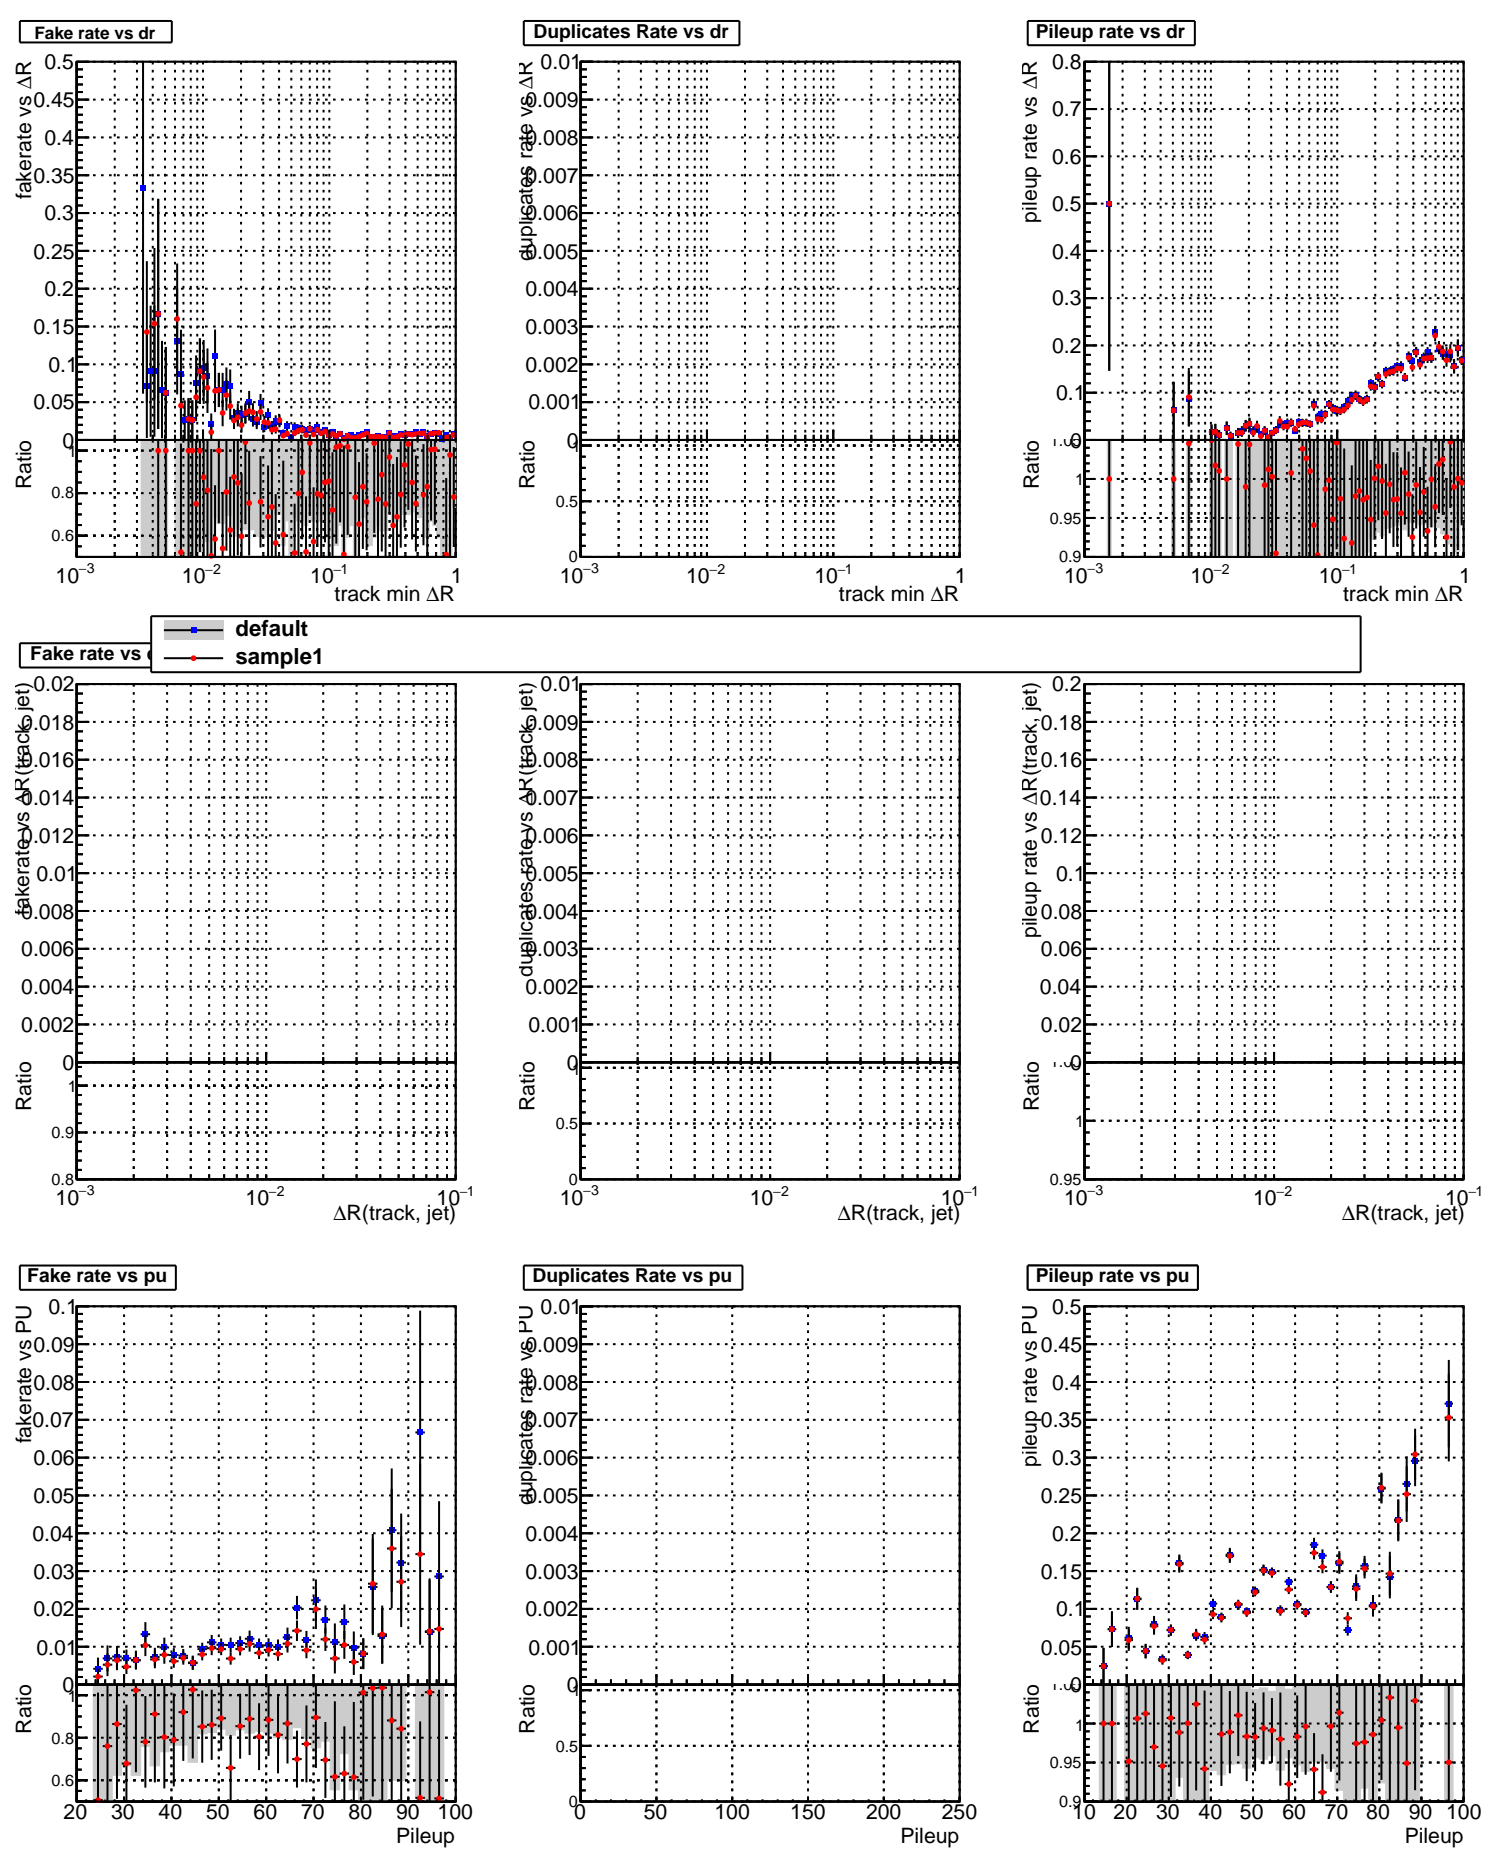 Fake rate vs dr
Duplicates Rate vs dr
Pileup rate vs dr
fakerate vs ΔR
0.5
0.45
0.4
0.35
0.3
0.25
0.2
0.15
0.1
0.05
0
Ratio
1
0.8
0.6
10⁻³ 10⁻² 10⁻¹ 1
track min ΔR
duplicates rate vs ΔR
0.01
0.009
0.008
0.007
0.006
0.005
0.004
0.003
0.002
0.001
0
Ratio
1
0.5
0
10⁻³ 10⁻² 10⁻¹ 1
track min ΔR
pileup rate vs ΔR
0.8
0.7
0.6
0.5
0.4
0.3
0.2
0.1
Ratio
1
0.95
0.9
10⁻³ 10⁻² 10⁻¹ 1
track min ΔR
default
sample1
Fake rate vs
fakerate vs ΔR(track, jet)
0.02
0.018
0.016
0.014
0.012
0.01
0.008
0.006
0.004
0.002
0
Ratio
1
0.9
0.8
10⁻³ 10⁻² 10⁻¹
ΔR(track, jet)
duplicates rate vs ΔR(track, jet)
0.01
0.009
0.008
0.007
0.006
0.005
0.004
0.003
0.002
0.001
0
Ratio
1
0.5
0
10⁻³ 10⁻² 10⁻¹
ΔR(track, jet)
pileup rate vs ΔR(track, jet)
0.2
0.18
0.16
0.14
0.12
0.1
0.08
0.06
0.04
0.02
0
Ratio
1
0.95
10⁻³ 10⁻² 10⁻¹
ΔR(track, jet)
Fake rate vs pu
Duplicates Rate vs pu
Pileup rate vs pu
fakerate vs PU
0.1
0.09
0.08
0.07
0.06
0.05
0.04
0.03
0.02
0.01
0
Ratio
1
0.8
0.6
20 30 40 50 60 70 80 90 100
Pileup
duplicates rate vs PU
0.01
0.009
0.008
0.007
0.006
0.005
0.004
0.003
0.002
0.001
0
Ratio
1
0.5
0
0 50 100 150 200 250
Pileup
pileup rate vs PU
0.5
0.45
0.4
0.35
0.3
0.25
0.2
0.15
0.1
0.05
Ratio
1
0.95
0.9
10 20 30 40 50 60 70 80 90 100
Pileup